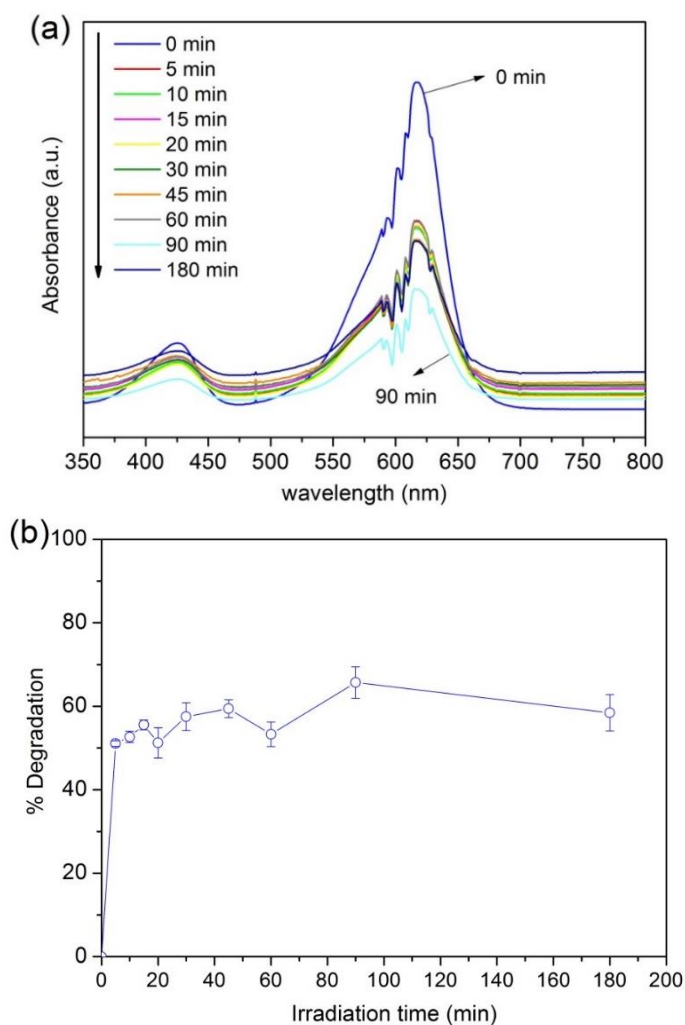 (a)
0 min
5 min
10 min
15 min
20 min
30 min
45 min
60 min
90 min
180 min
0 min
90 min
Absorbance (a.u.)
350 400 450 500 550 600 650 700 750 800
wavelength (nm)
(b)
100
80
60
40
20
0
% Degradation
0 20 40 60 80 100 120 140 160 180 200
Irradiation time (min)